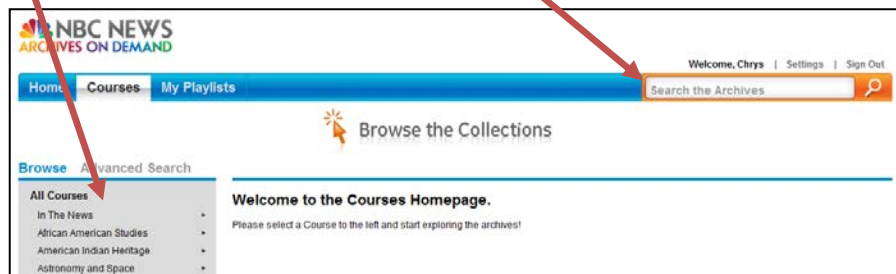 NBC NEWS
ARCHIVES ON DEMAND
Welcome, Chrys | Settings | Sign Out
Home Courses My Playlists
Search the Archives
Browse the Collections
Browse Advanced Search
All Courses
In The News
African American Studies
American Indian Heritage
Astronomy and Space
Welcome to the Courses Homepage.
Please select a Course to the left and start exploring the archives!